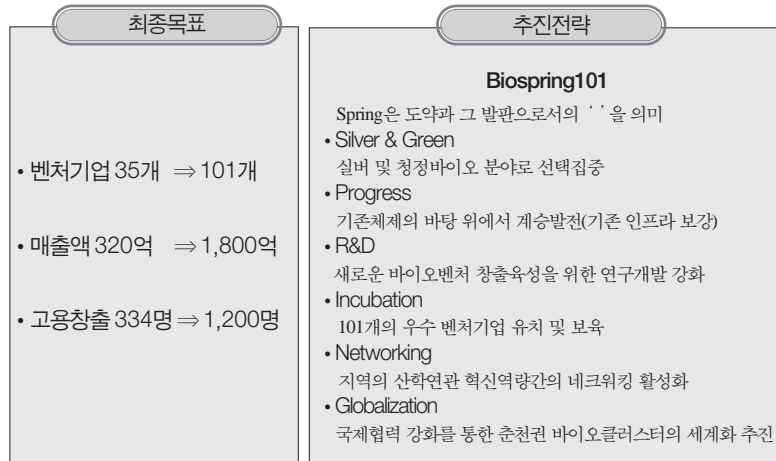 최종목표
• 벤처기업 35개 ⇒ 101개
• 매출액 320억 ⇒ 1,800억
• 고용창출 334명 ⇒ 1,200명
추진전략
Biospring101
Spring은 도약과 그 발판으로서의 ‘ ’을 의미
• Silver & Green
실버 및 청정바이오 분야로 선택집중
• Progress
기존체제의 바탕 위에서 계승발전(기존 인프라 보강)
• R&D
새로운 바이오벤처 창출육성을 위한 연구개발 강화
• Incubation
101개의 우수 벤처기업 유치 및 보육
• Networking
지역의 산학연관 혁신역량간의 네크워킹 활성화
• Globalization
국제협력 강화를 통한 춘천권 바이오클러스터의 세계화 추진